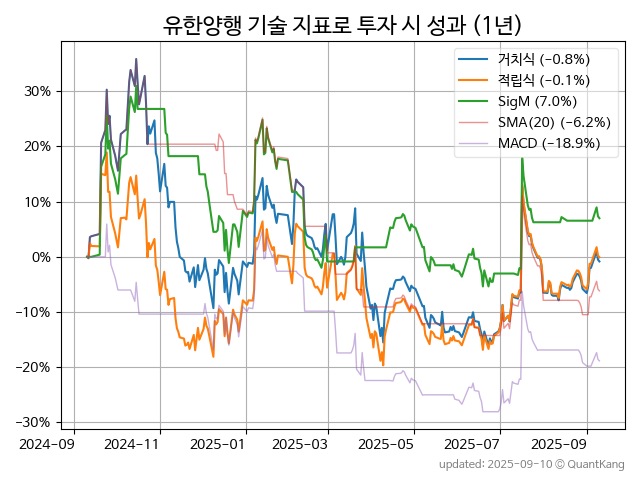 유한양행 기술 지표로 투자 시 성과 (1년)
거치식 (-0.8%)
적립식 (-0.1%)
SigM (7.0%)
SMA(20) (-6.2%)
MACD (-18.9%)
30%
20%
10%
0%
-10%
-20%
-30%
2024-09 2024-11 2025-01 2025-03 2025-05 2025-07 2025-09
updated: 2025-09-10 © QuantKang